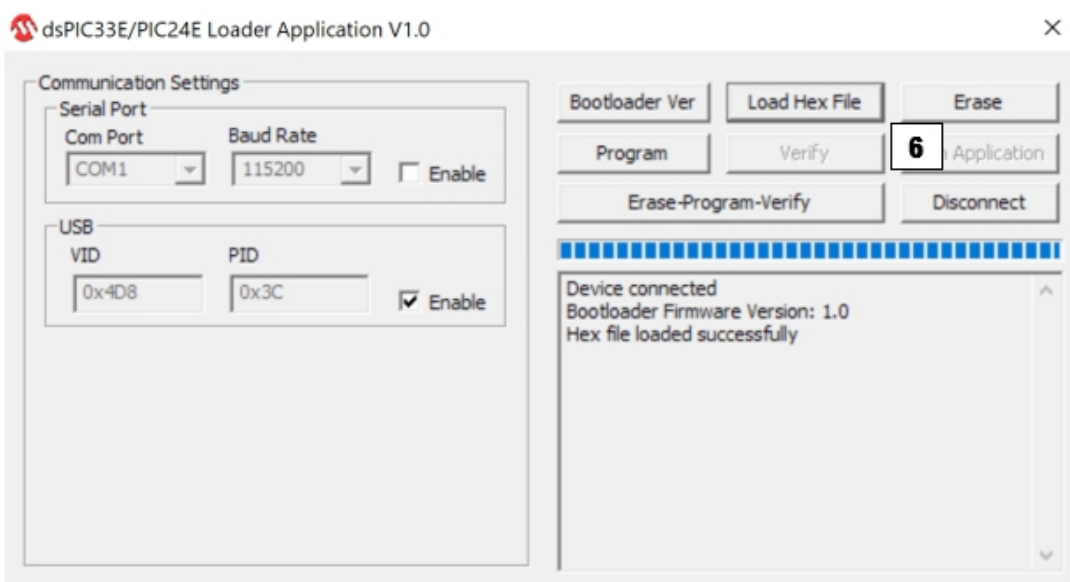 dsPIC33E/PIC24E Loader Application V1.0
Communication Settings
Serial Port
Com Port Baud Rate
COM1 115200 Enable
USB
VID PID
0x4D8 0x3C Enable
Bootloader Ver Load Hex File Erase
Program Verify 6 Application
Erase-Program-Verify Disconnect
Device connected
Bootloader Firmware Version: 1.0
Hex file loaded successfully